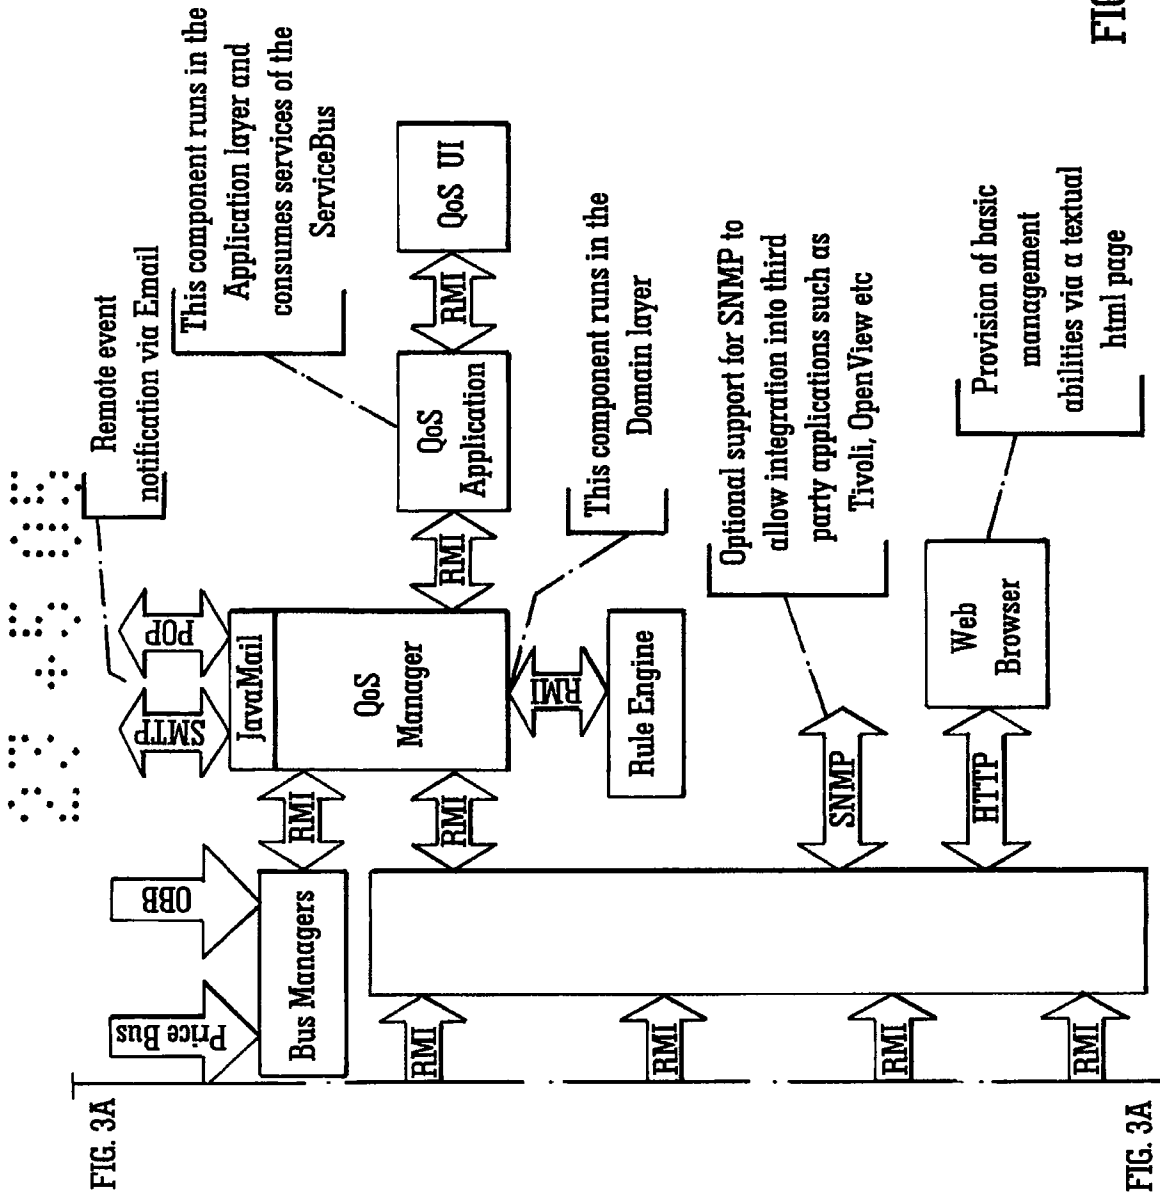 FIG. 3A
FIG. 3A
Price Bus
OBB
Bus Managers
RMI
RMI
RMI
RMI
RMI
RMI
SMTP
POP
JavaMail
QoS
Manager
RMI
Rule Engine
RMI
QoS
Application
RMI
QoS UI
SNMP
HTTP
Web
Browser
Remote event
notification via Email
This component runs in the
Application layer and
consumes services of the
ServiceBus
This component runs in the
Domain layer
Optional support for SNMP to
allow integration into third
party applications such as
Tivoli, OpenView etc
Provision of basic
management
abilities via a textual
html page